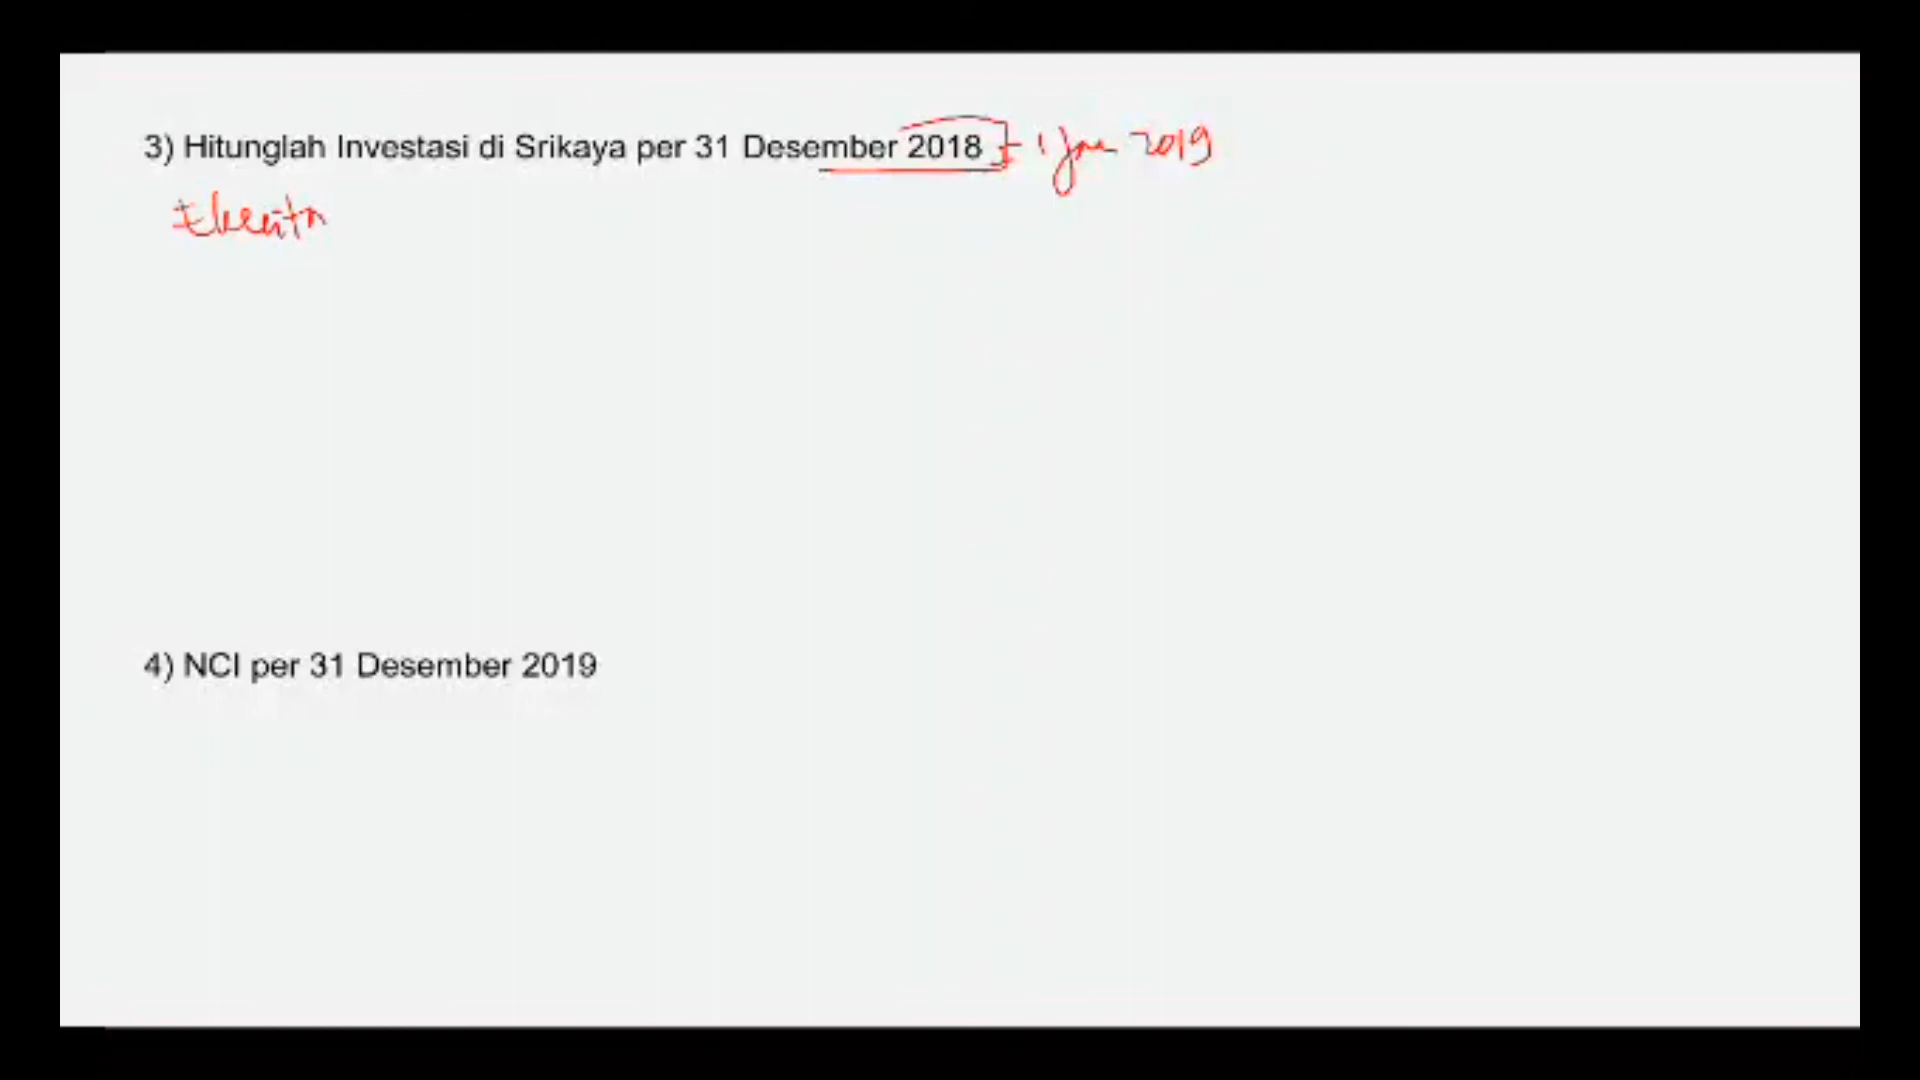 3) Hitunglah Investasi di Srikaya per 31 Desember 2018 1 Jan 2019
4) NCI per 31 Desember 2019